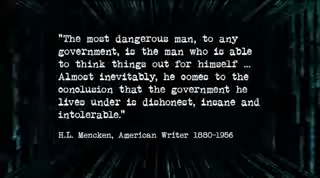 "The most dangerous man, to any
government, is the man who is able
to think things out for himself ...
Almost inevitably, he comes to the
conclusion that the government he
lives under is dishonest, insane and
intolerable."
H.L. Mencken, American Writer 1880-1956